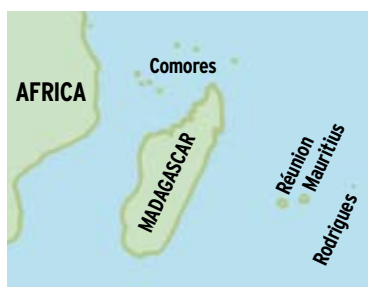 Comores
AFRICA
MADAGASCAR
Réunion
Mauritius
Rodrigues